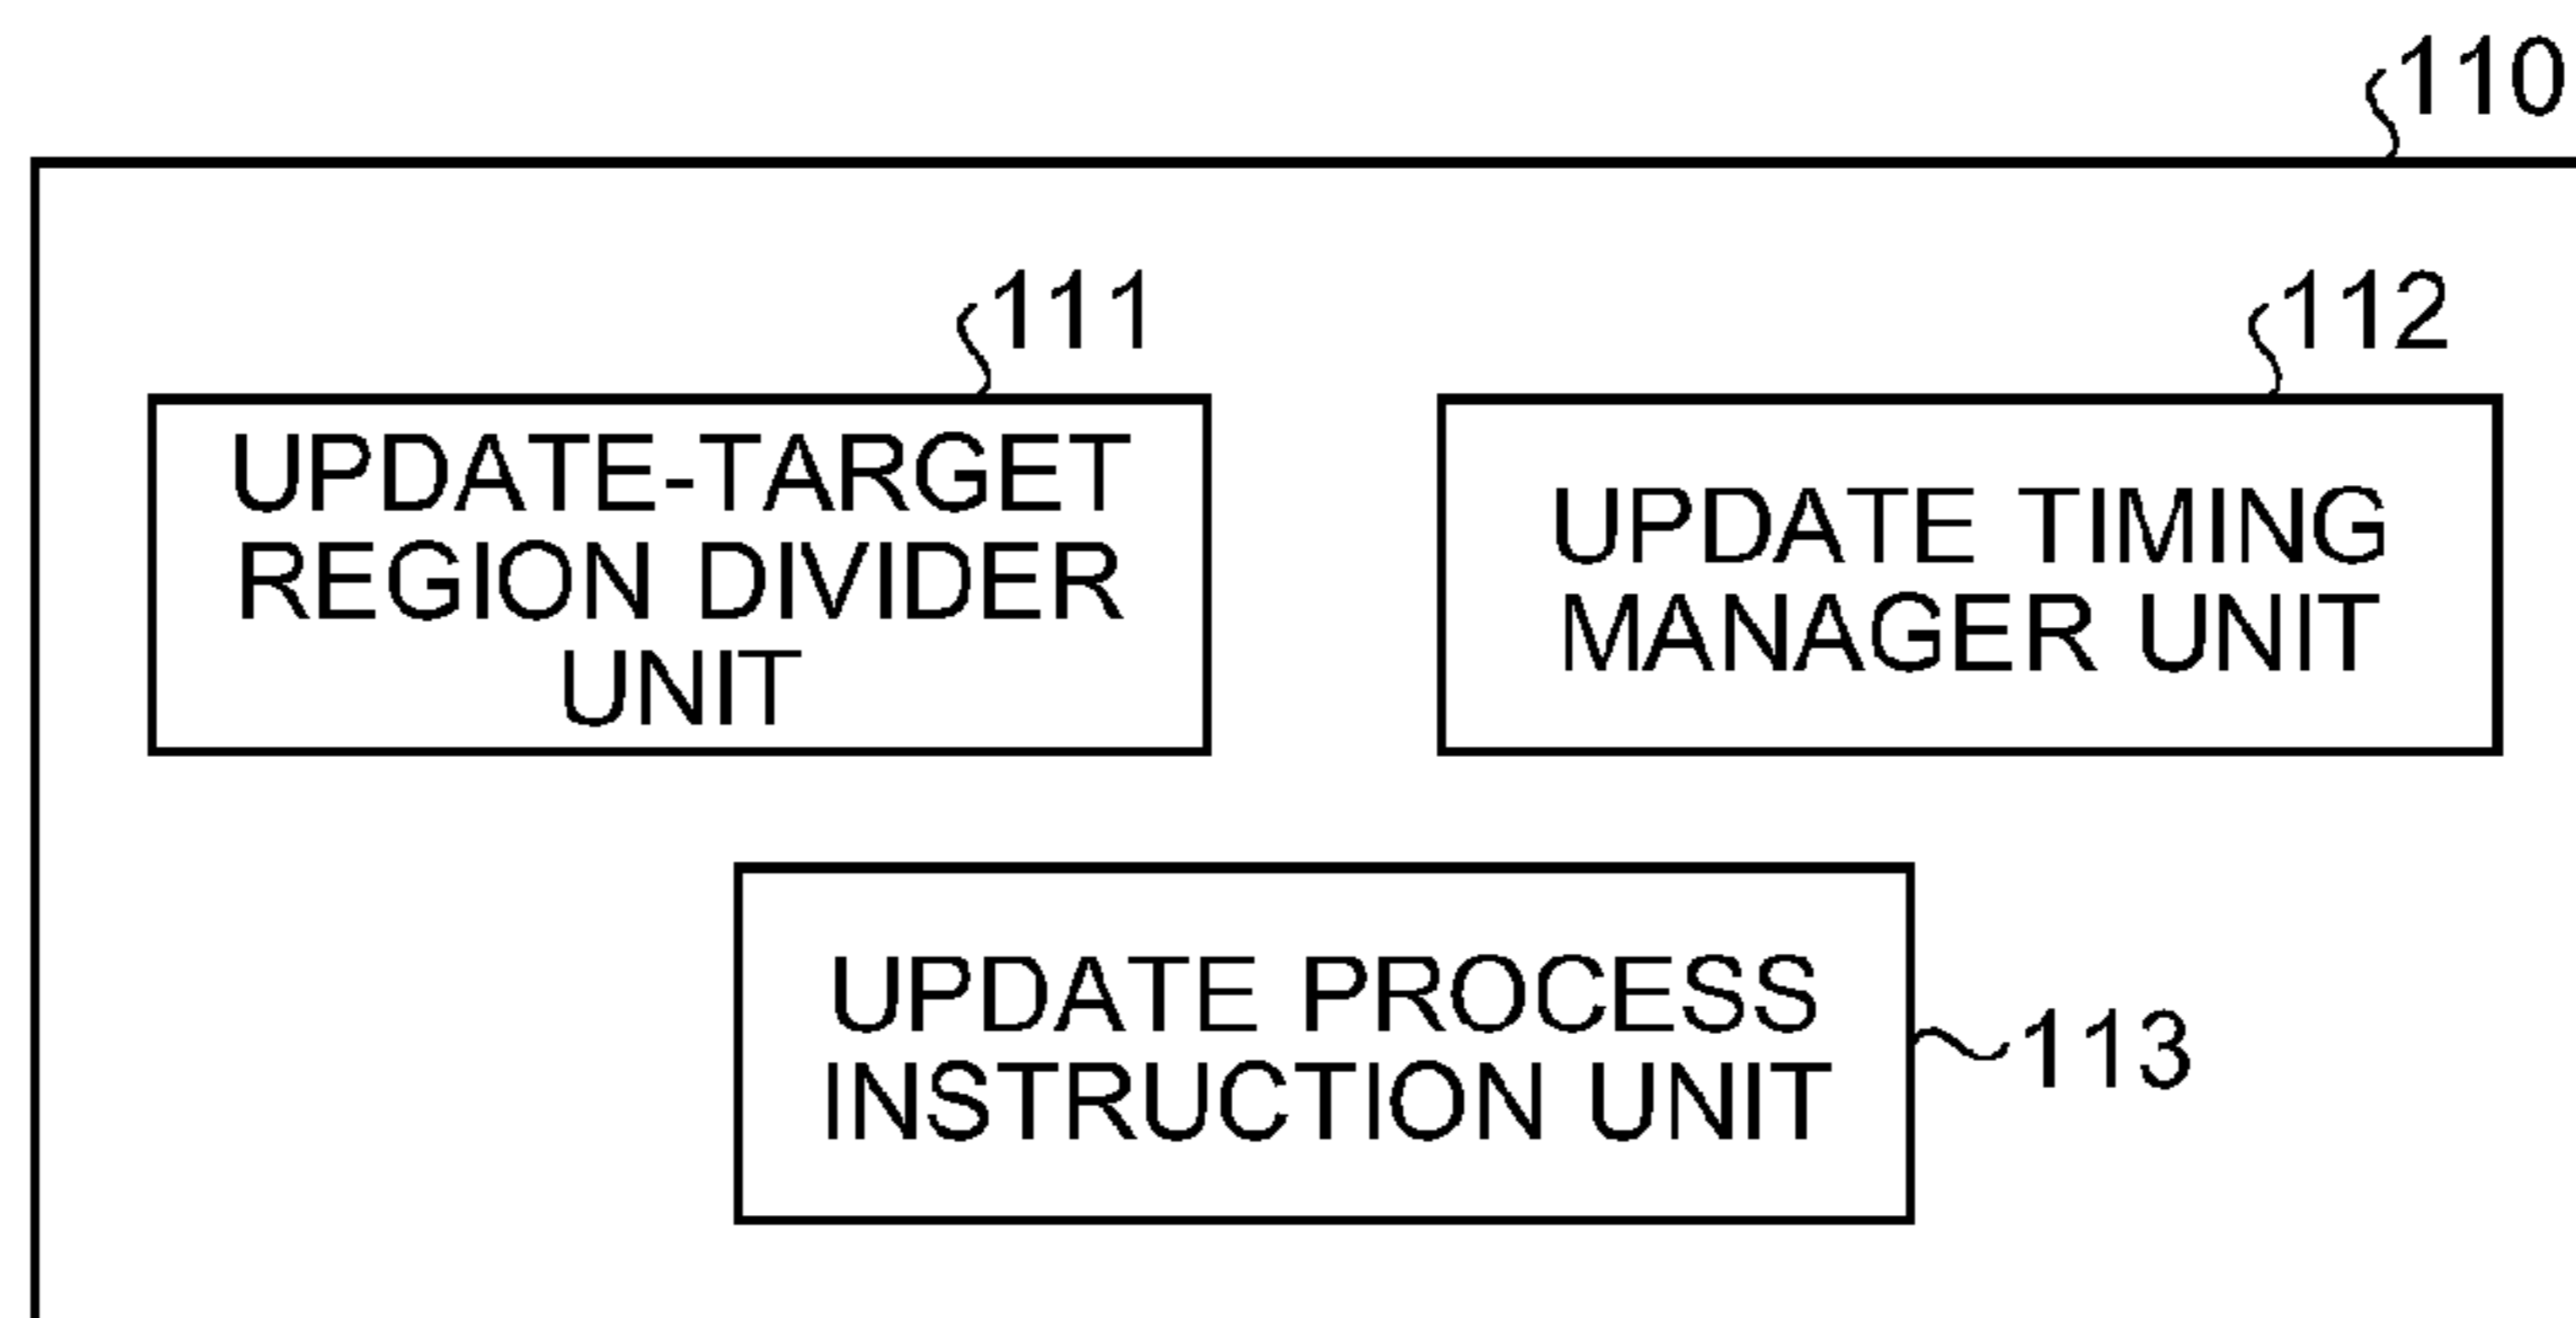 110
111
112
UPDATE-TARGET
REGION DIVIDER
UNIT
UPDATE TIMING
MANAGER UNIT
UPDATE PROCESS
INSTRUCTION UNIT
113